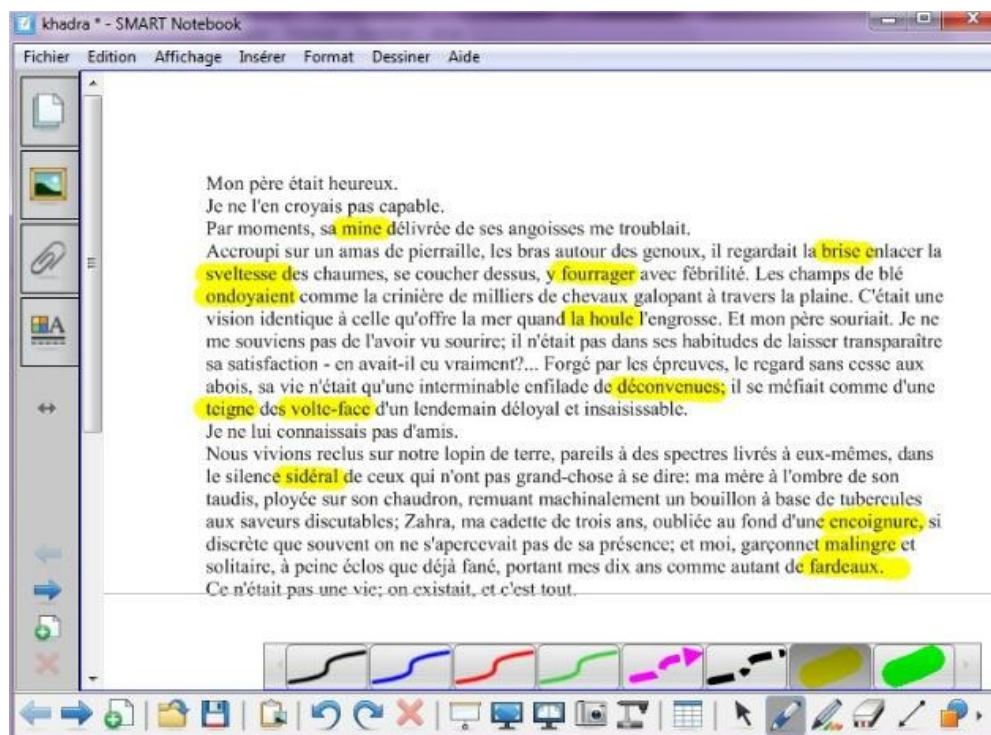 khadra * - SMART Notebook
Fichier Edition Affichage Insérer Format Dessiner Aide
Mon père était heureux.
Je ne l'en croyais pas capable.
Par moments, sa mine délivrée de ses angoisses me troublait.
Accroupi sur un amas de pierraille, les bras autour des genoux, il regardait la brise enlacer la
sveltesse des chaumes, se coucher dessus, y fourrager avec fébrilité. Les champs de blé
ondoyaient comme la crinière de milliers de chevaux galopant à travers la plaine. C'était une
vision identique à celle qu'offre la mer quand la houle l'engrosse. Et mon père souriait. Je ne
me souviens pas de l'avoir vu sourire; il n'était pas dans ses habitudes de laisser transparaître
sa satisfaction - en avait-il eu vraiment?... Forgé par les épreuves, le regard sans cesse aux
abois, sa vie n'était qu'une interminable enfilade de déconvenues; il se méfiait comme d'une
teigne des volte-face d'un lendemain déloyal et insaisissable.
Je ne lui connaissais pas d'amis.
Nous vivions reclus sur notre lopin de terre, pareils à des spectres livrés à eux-mêmes, dans
le silence sidéral de ceux qui n'ont pas grand-chose à se dire: ma mère à l'ombre de son
taudis, ployée sur son chaudron, remuant machinalement un bouillon à base de tubercules
aux saveurs discutables; Zahra, ma cadette de trois ans, oubliée au fond d'une encoignure, si
discrète que souvent on ne s'apercevait pas de sa présence; et moi, garçonnet malingre et
solitaire, à peine éclos que déjà fané, portant mes dix ans comme autant de fardeaux.
Ce n'était pas une vie; on existait, et c'est tout.